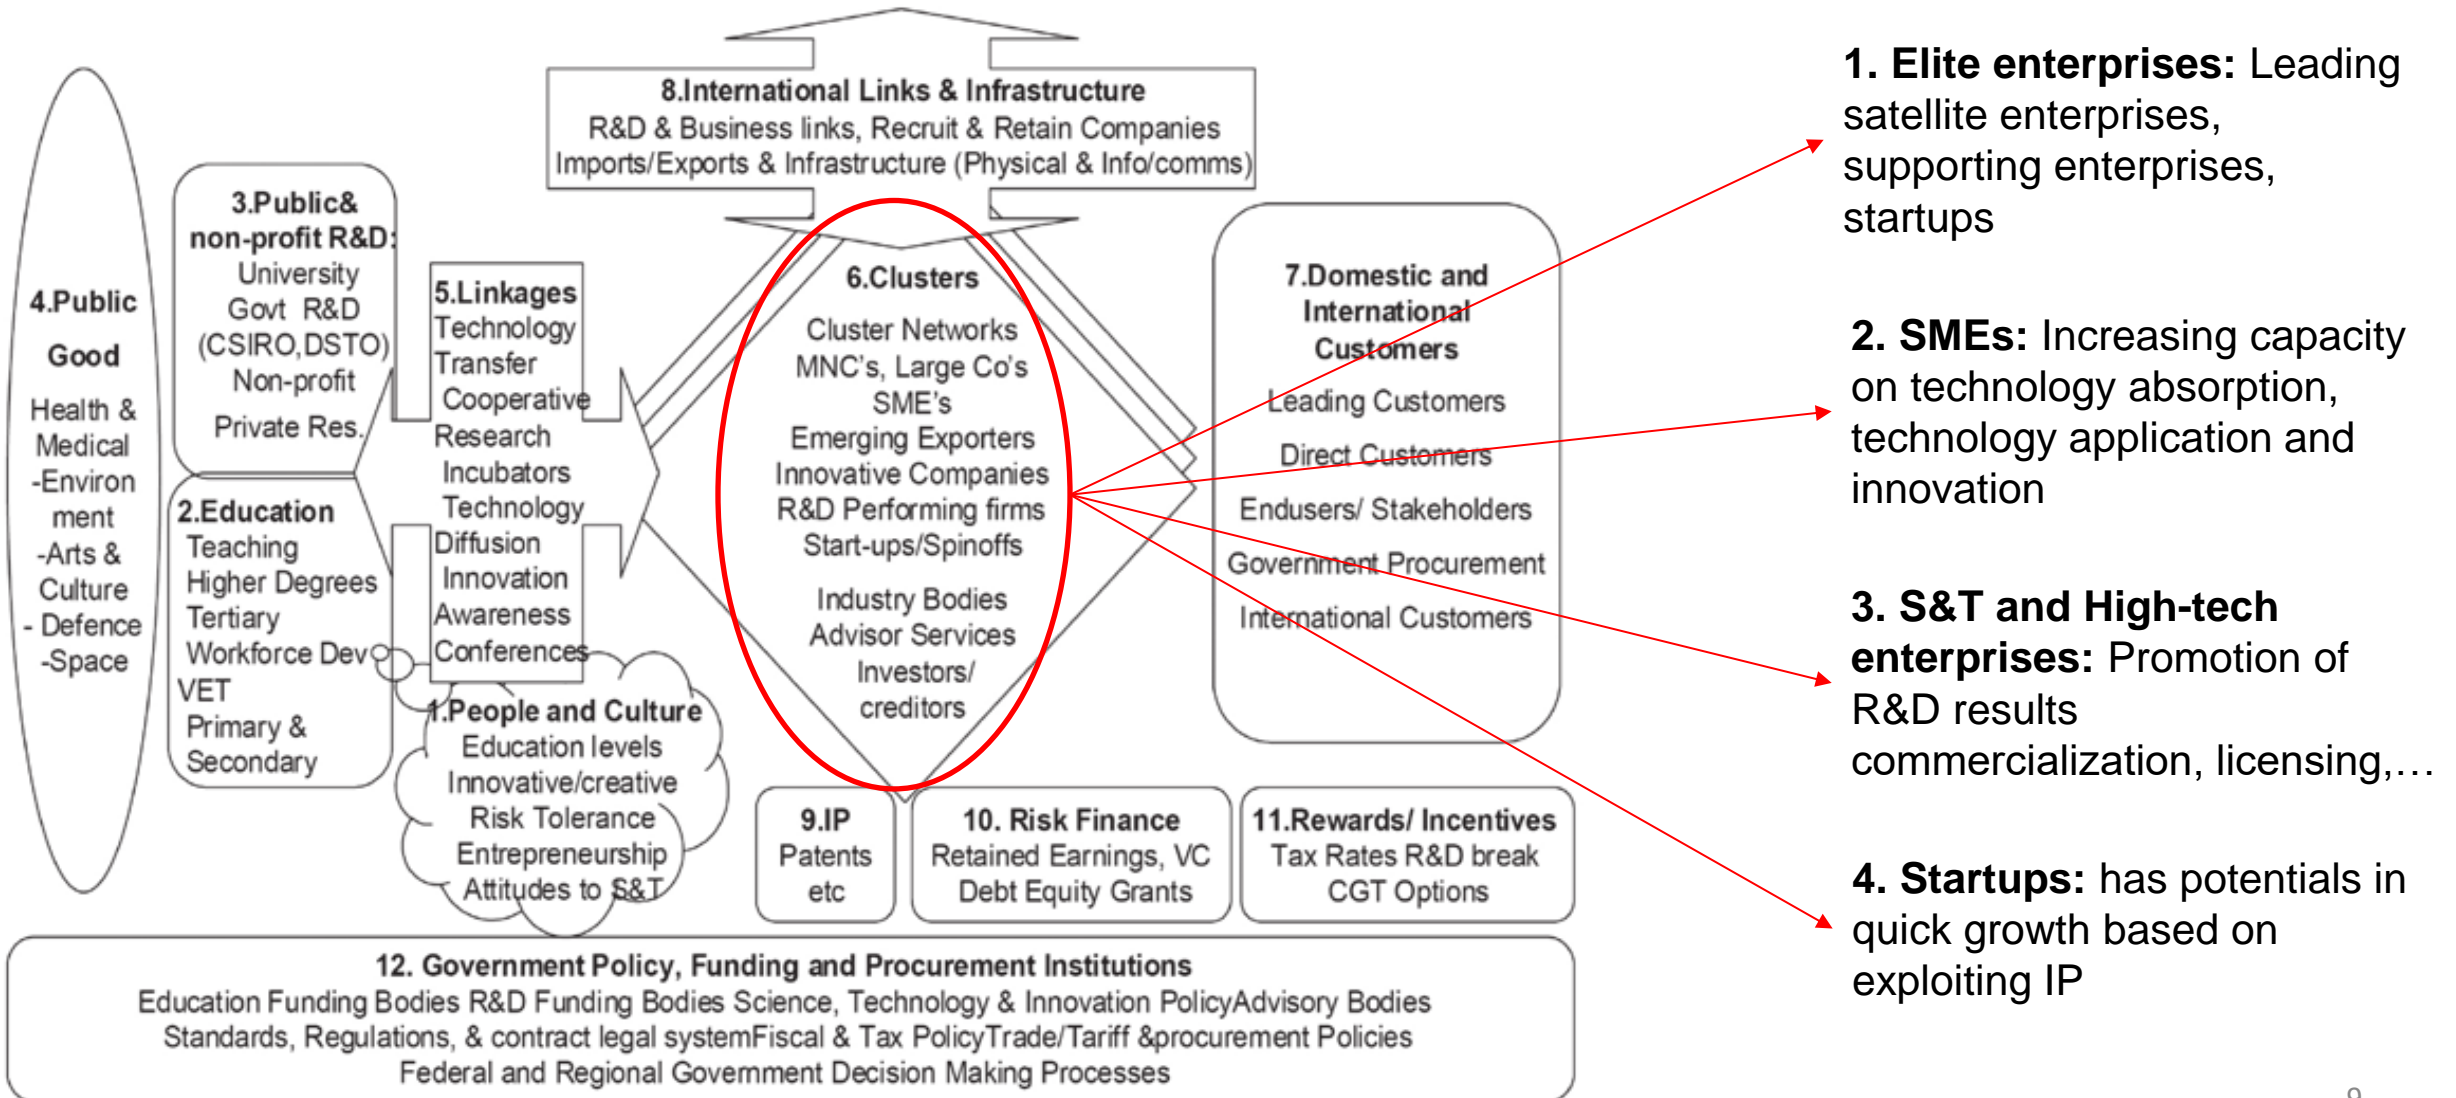 8.International Links & Infrastructure
R&D & Business links, Recruit & Retain Companies
Imports/Exports & Infrastructure (Physical & Info/comms)
4.Public
Good
Health &
Medical
-Environ
ment
-Arts &
Culture
- Defence
-Space
3.Public&
non-profit R&D:
University
Govt R&D
(CSIRO,DSTO)
Non-profit
Private Res.
2.Education
Teaching
Higher Degrees
Tertiary
Workforce Dev
VET
Primary &
Secondary
5.Linkages
Technology
Transfer
Cooperative
Research
Incubators
Technology
Diffusion
Innovation
Awareness
Conferences
1.People and Culture
Education levels
Innovative/creative
Risk Tolerance
Entrepreneurship
Attitudes to S&T
6.Clusters
Cluster Networks
MNC's, Large Co's
SME's
Emerging Exporters
Innovative Companies
R&D Performing firms
Start-ups/Spinoffs
Industry Bodies
Advisor Services
Investors/
creditors
7.Domestic and
International
Customers
Leading Customers
Direct Customers
Endusers/ Stakeholders
Government Procurement
International Customers
9.IP
Patents
etc
10. Risk Finance
Retained Earnings, VC
Debt Equity Grants
11.Rewards/ Incentives
Tax Rates R&D break
CGT Options
12. Government Policy, Funding and Procurement Institutions
Education Funding Bodies R&D Funding Bodies Science, Technology & Innovation PolicyAdvisory Bodies
Standards, Regulations, & contract legal systemFiscal & Tax PolicyTrade/Tariff &procurement Policies
Federal and Regional Government Decision Making Processes
1. Elite enterprises: Leading
satellite enterprises,
supporting enterprises,
startups
2. SMEs: Increasing capacity
on technology absorption,
technology application and
innovation
3. S&T and High-tech
enterprises: Promotion of
R&D results
commercialization, licensing,…
4. Startups: has potentials in
quick growth based on
exploiting IP